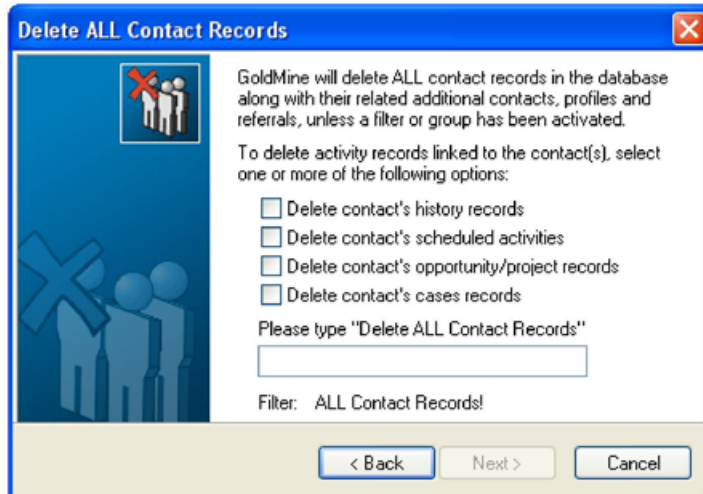 Delete ALL Contact Records
GoldMine will delete ALL contact records in the database
along with their related additional contacts, profiles and
referrals, unless a filter or group has been activated.
To delete activity records linked to the contact(s), select
one or more of the following options:
Delete contact's history records
Delete contact's scheduled activities
Delete contact's opportunity/project records
Delete contact's cases records
Please type "Delete ALL Contact Records"
Filter: ALL Contact Records!
< Back Next > Cancel